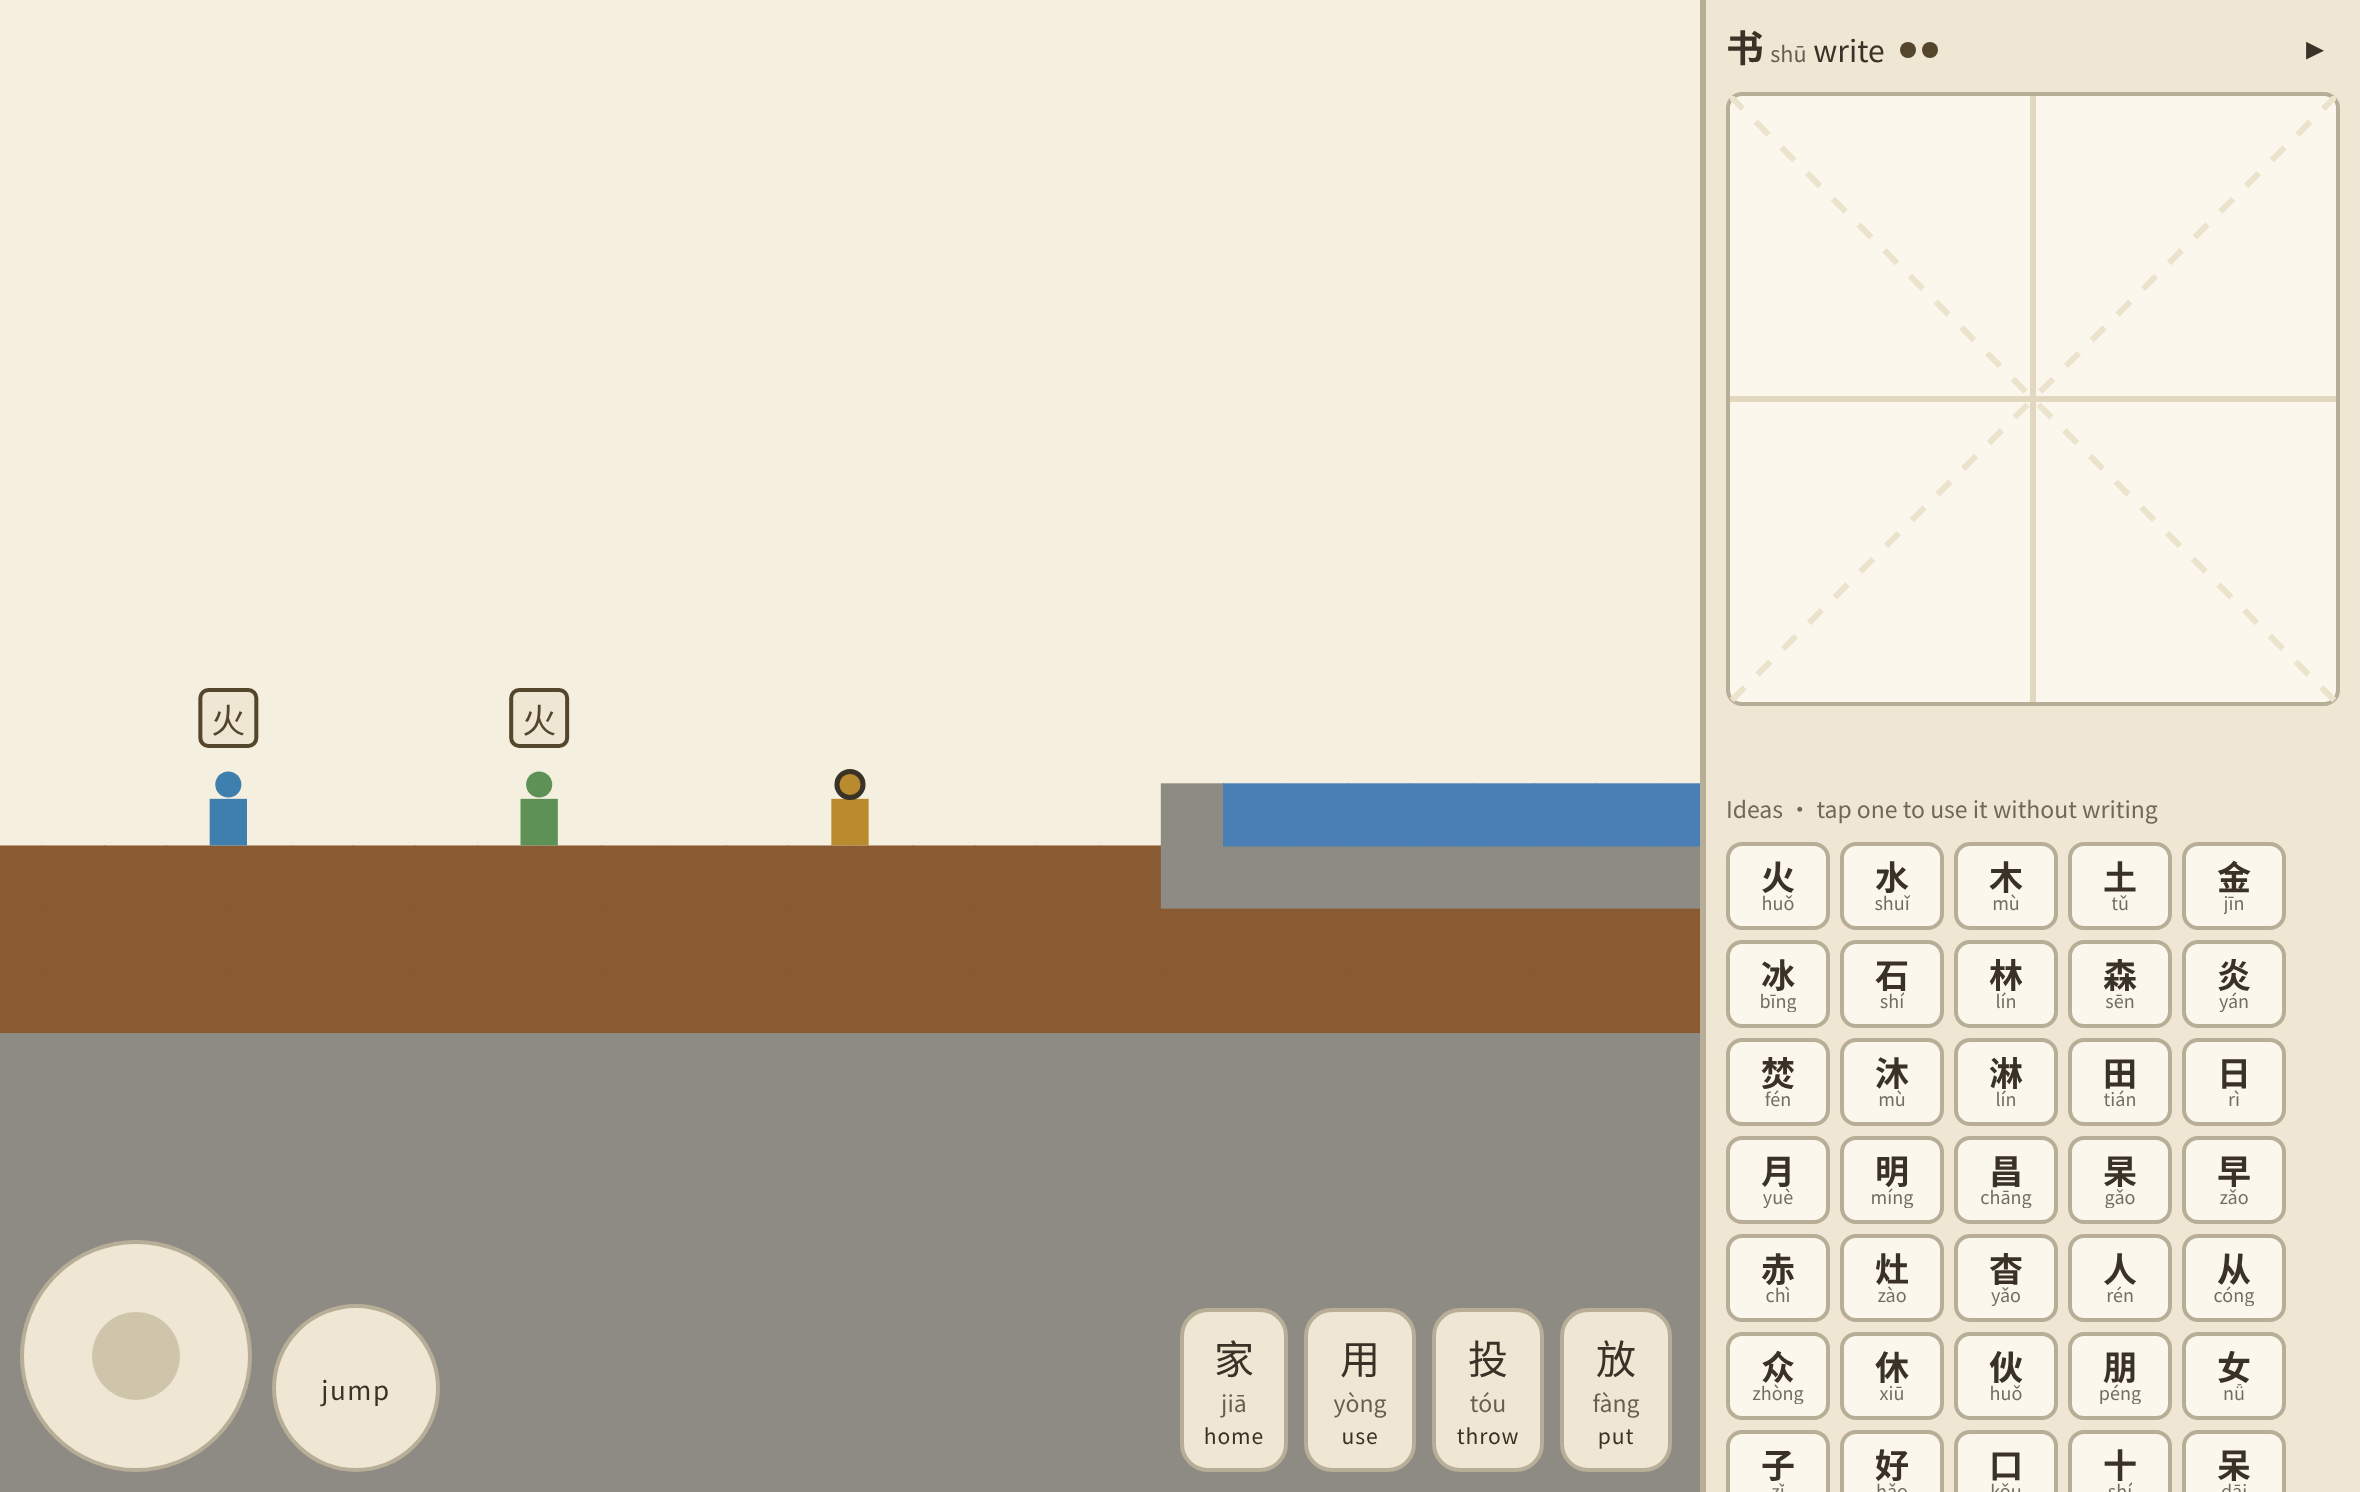 书 shū write
火
火
Ideas • tap one to use it without writing
火 水 木 土 金
huǒ shuǐ mù tǔ jīn
冰 石 林 森 炎
bīng shí lín sēn yán
焚 沐 淋 田 日
fén mù lín tián rì
月 明 昌 杲 早
yuè míng chāng gǎo zǎo
赤 灶 杳 人 从
chì zào yǎo rén cóng
众 休 伙 朋 女
zhòng xiū huǒ péng nǚ
子 好 口 十 呆
jump
家 用 投 放
jiā yòng tóu fàng
home use throw put